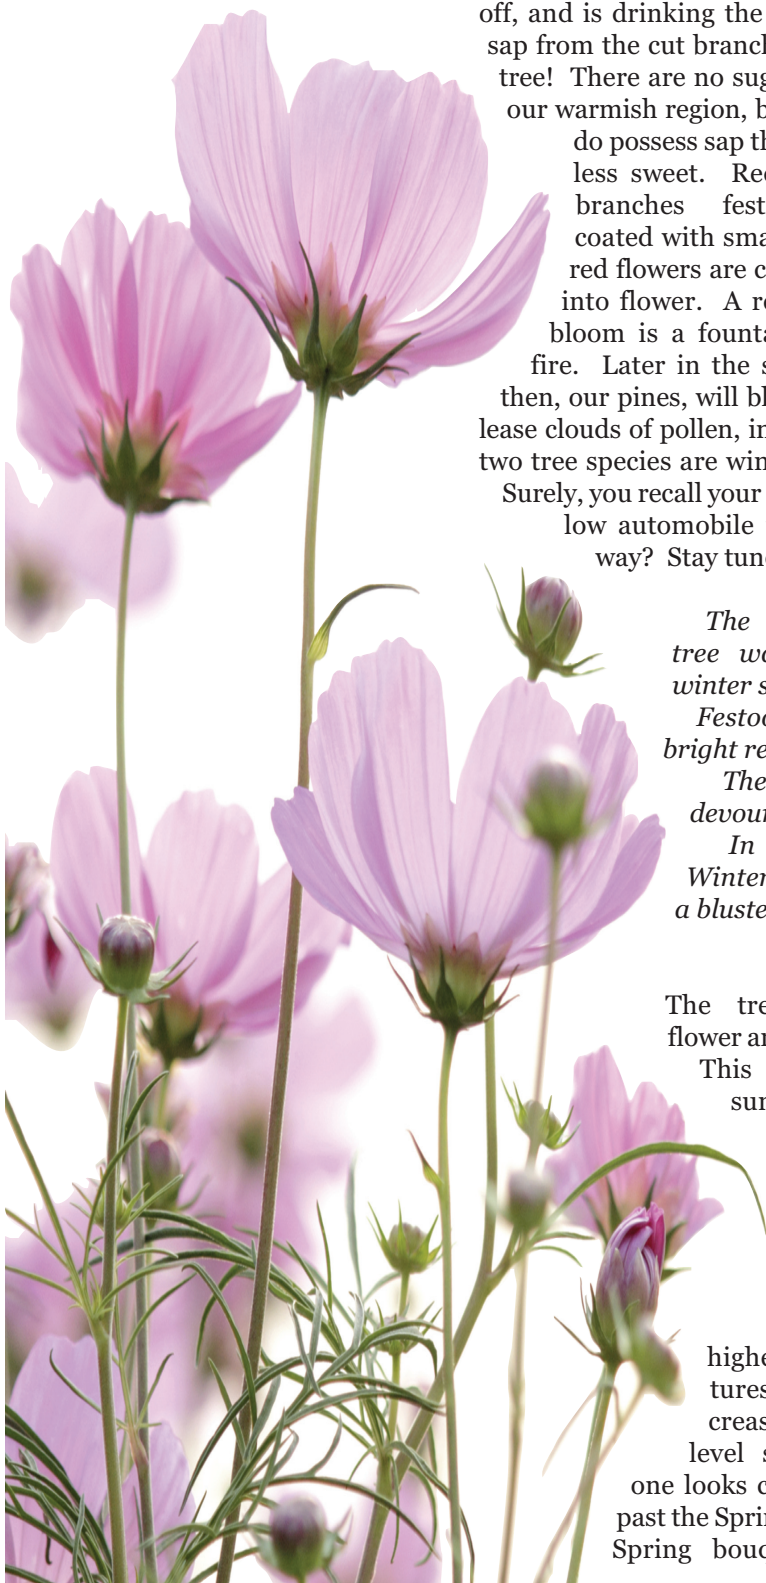 off, and is drinking the
sap from the cut branch
tree! There are no sug
our warmish region, b
do possess sap th
less sweet. Rec
branches fest
coated with sma
red flowers are c
into flower. A re
bloom is a founta
fire. Later in the s
then, our pines, will bl
lease clouds of pollen, in
two tree species are win
Surely, you recall your
low automobile
way? Stay tune
The
tree wo
winter s
Festoo
bright re
The
devour
In
Winter
a bluste
The tre
flower an
This
sur
highe
tures
creas
level s
one looks c
past the Sprin
Spring bouc